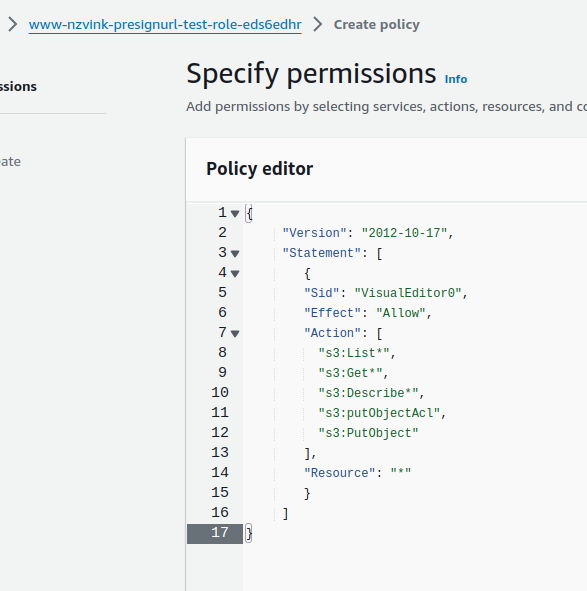 www-nzvink-presignurl-test-role-eds6edhr > Create policy
Specify permissions Info
ssions
Add permissions by selecting services, actions, resources, and co
eate
Policy editor
1 {
2 "Version": "2012-10-17",
3 "Statement": [
4 {
5 "Sid": "VisualEditor0",
6 "Effect": "Allow",
7 "Action": [
8 "s3:List*",
9 "s3:Get*",
10 "s3:Describe*",
11 "s3:putObjectAcl",
12 "s3:PutObject"
13 ],
14 "Resource": "*"
15 }
16 ]
17 }